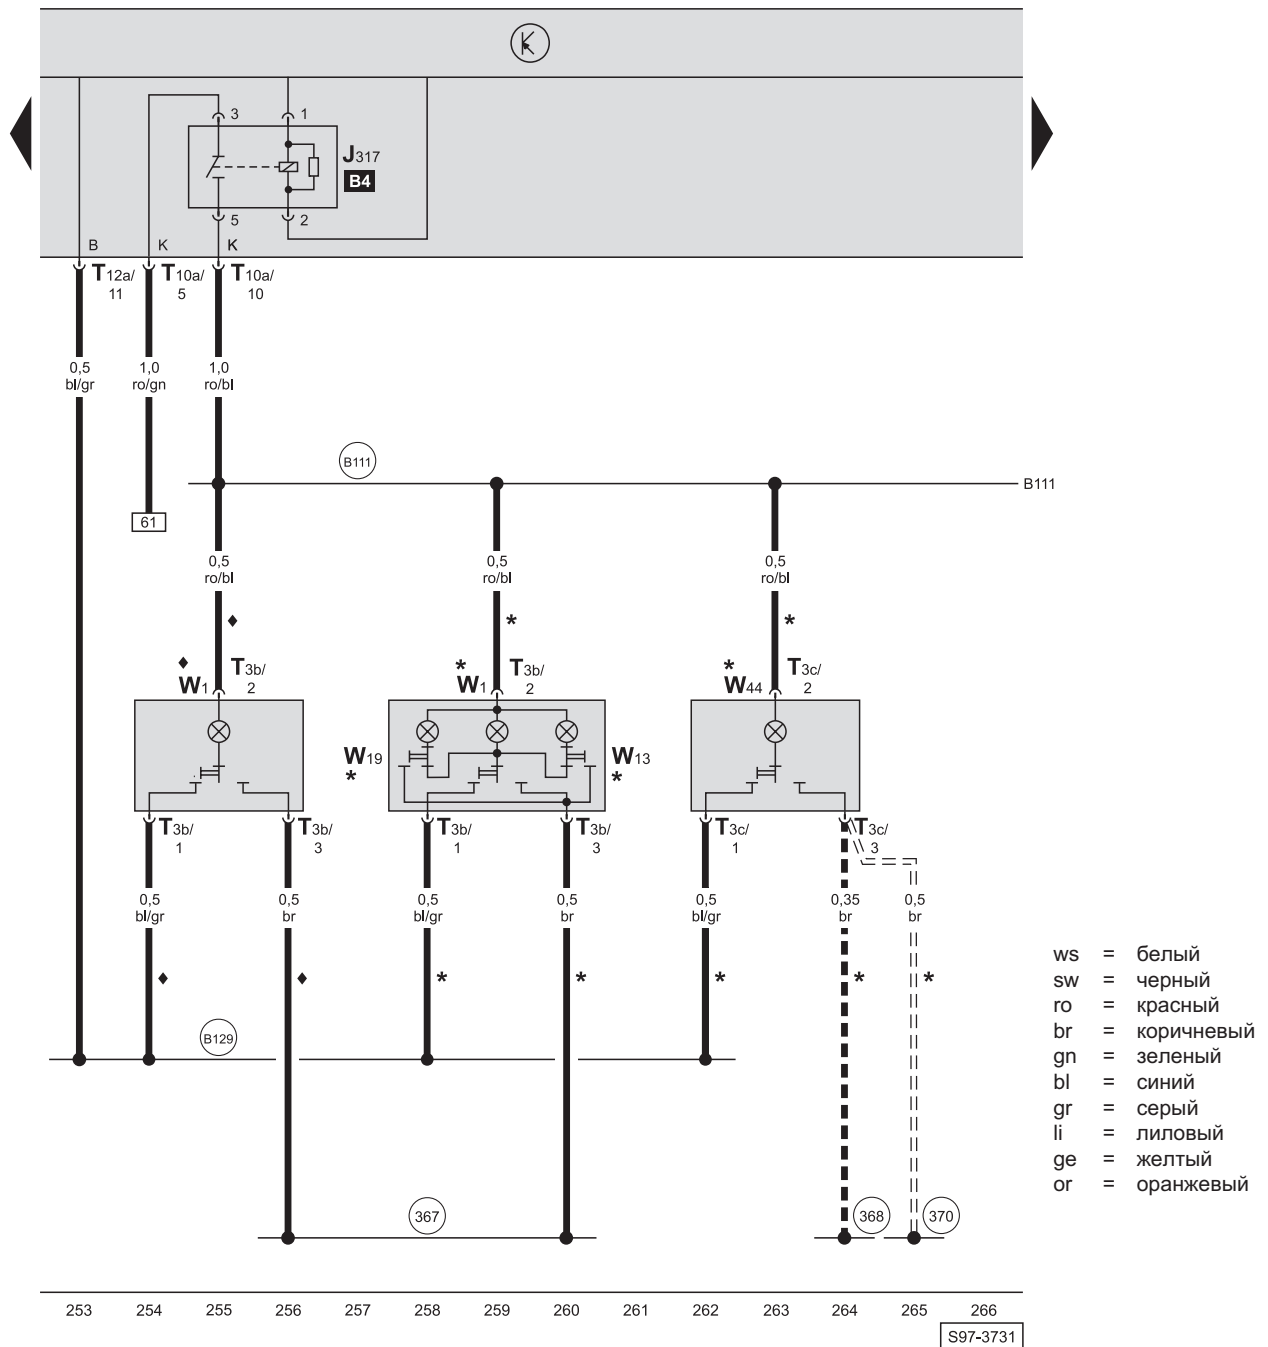 3 1
J317
B4
5 2
B K K
T12a/ T10a/ T10a/
11 5 10
0,5 1,0 1,0
bl/gr ro/gn ro/bl
B111
B111
61
0,5 0,5 0,5
ro/bl ro/bl ro/bl
♦ * *
♦ T3b/ * T3b/ * T3c/
W1 2 W1 2 W44 2
W19 W13
* *
T3b/ T3b/ T3b/ T3b/ T3c/ T3c/
1 3 1 3 1 3
0,5 0,5 0,5 0,5 0,5 0,35 0,5
bl/gr br bl/gr br bl/gr br br
♦ ♦ * * * * *
B129
367 368 370
ws = белый
sw = черный
ro = красный
br = коричневый
gn = зеленый
bl = синий
gr = серый
li = лиловый
ge = желтый
or = оранжевый
253 254 255 256 257 258 259 260 261 262 263 264 265 266
S97-3731